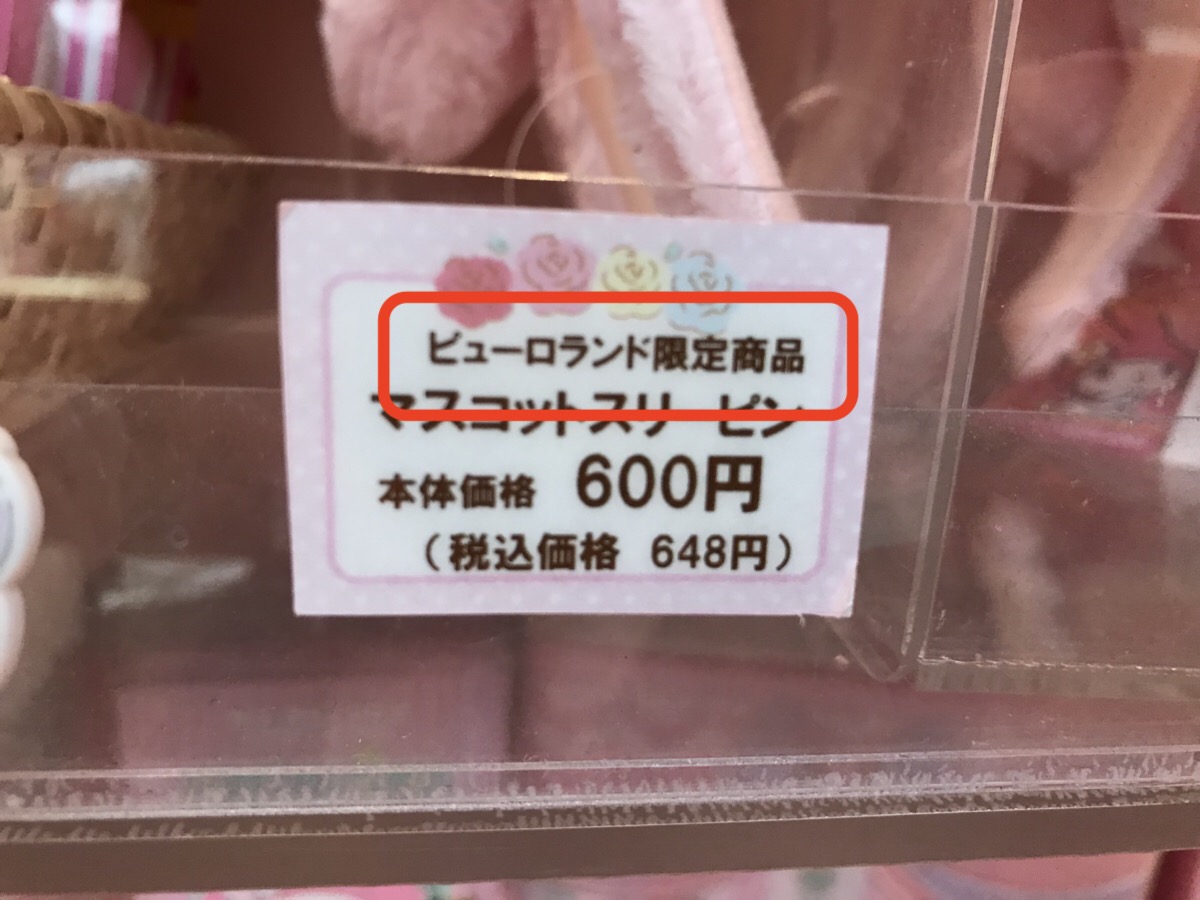 ピューロランド限定商品
マスコットスリーピン
本体価格 600円
（税込価格 648円）